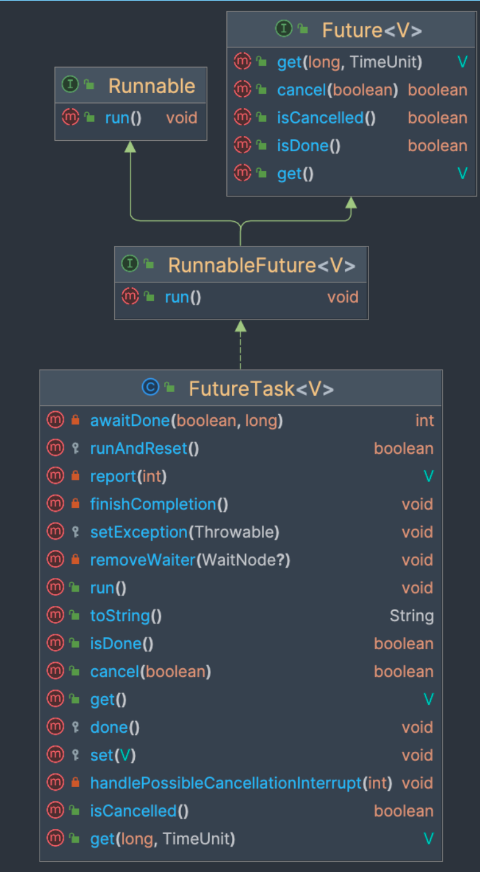 Future<V>
get(long, TimeUnit) V
cancel(boolean) boolean
isCancelled() boolean
isDone() boolean
get() V
Runnable
run() void
RunnableFuture<V>
run() void
FutureTask<V>
awaitDone(boolean, long) int
runAndReset() boolean
report(int) V
finishCompletion() void
setException(Throwable) void
removeWaiter(WaitNode?) void
run() void
toString() String
isDone() boolean
cancel(boolean) boolean
get() V
done() void
set(V) void
handlePossibleCancellationInterrupt(int) void
isCancelled() boolean
get(long, TimeUnit) V